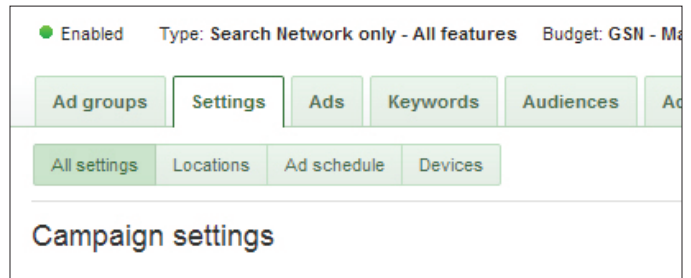 Enabled Type: Search Network only - All features Budget: GSN - Ma
Ad groups Settings Ads Keywords Audiences
All settings Locations Ad schedule Devices
Campaign settings